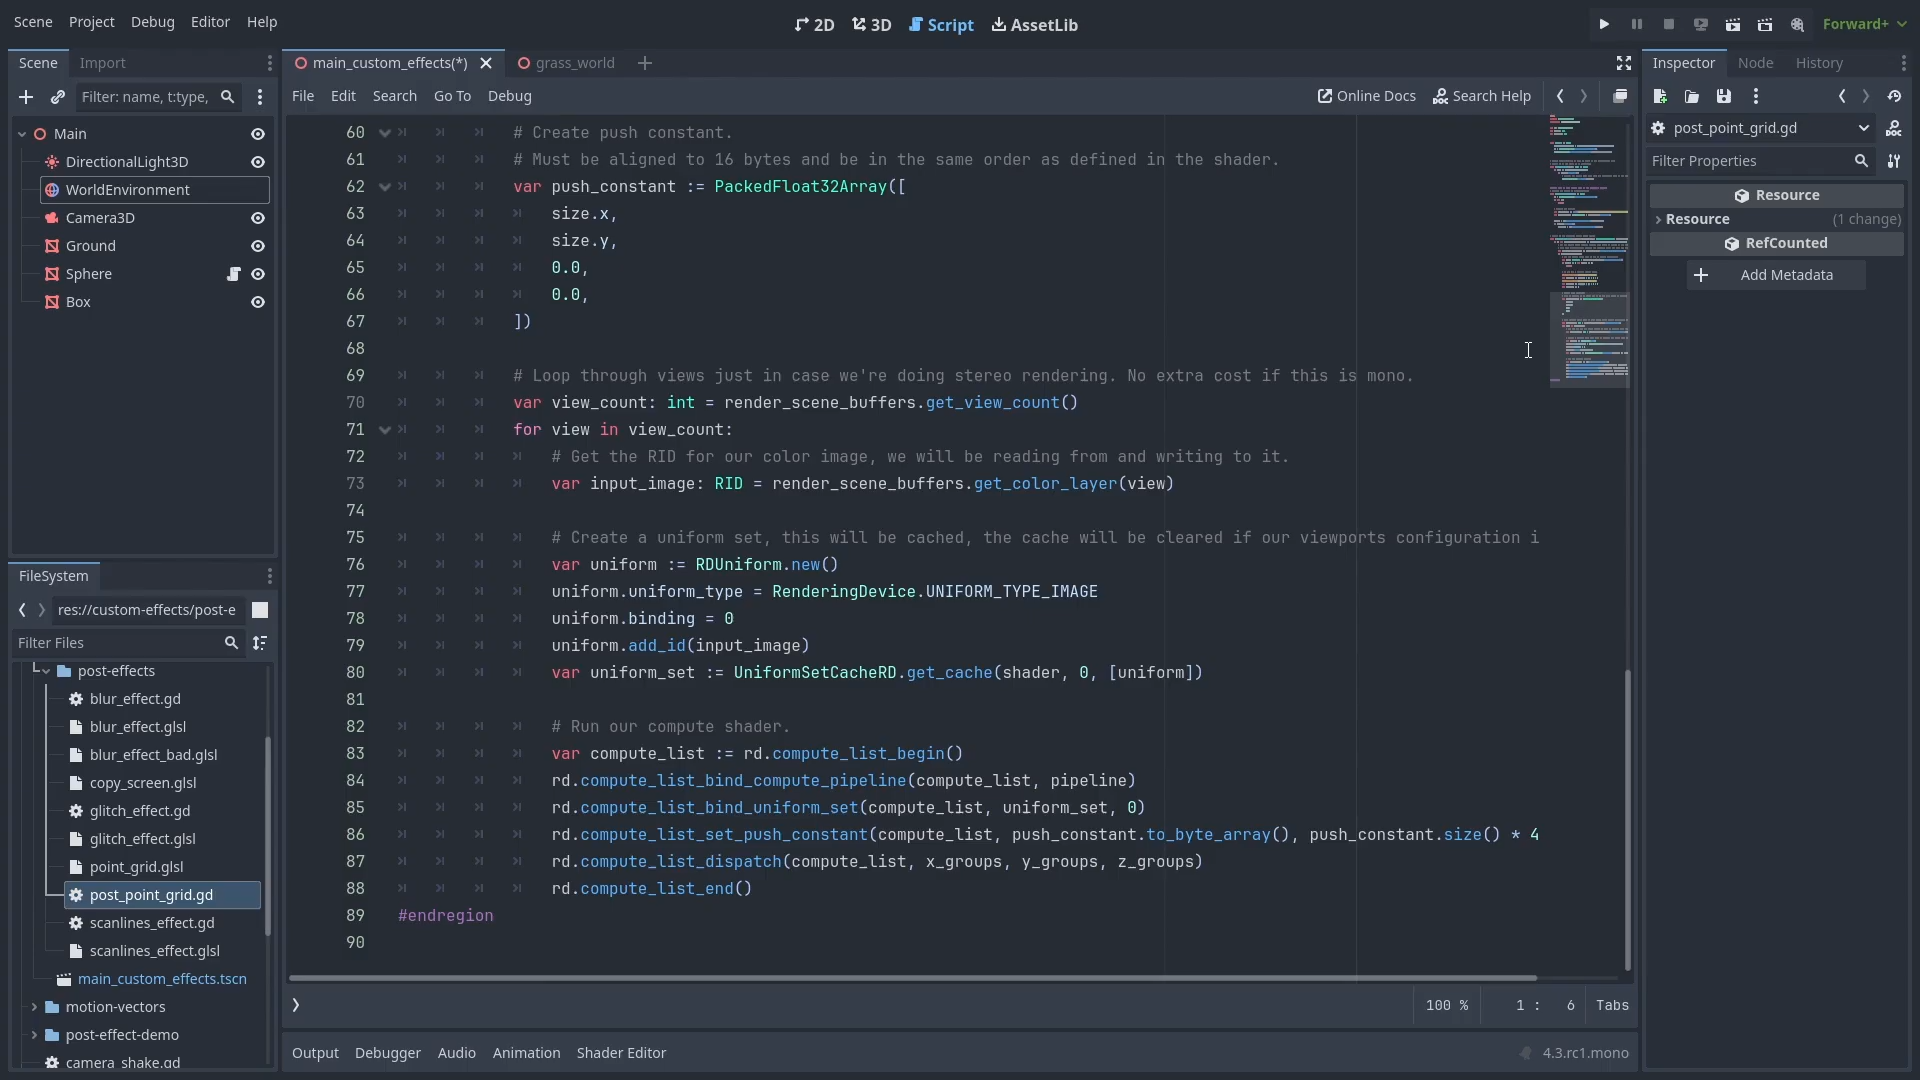 Scene Project Debug Editor Help
2D 3D Script AssetLib
Forward+
Scene Import
Filter: name, t:type,
Main
DirectionalLight3D
WorldEnvironment
Camera3D
Ground
Sphere
Box
FileSystem
res://custom-effects/post-e
Filter Files
post-effects
blur_effect.gd
blur_effect.glsl
blur_effect_bad.glsl
copy_screen.glsl
glitch_effect.gd
glitch_effect.glsl
point_grid.glsl
post_point_grid.gd
scanlines_effect.gd
scanlines_effect.glsl
main_custom_effects.tscn
motion-vectors
post-effect-demo
camera_shake.gd
main_custom_effects(*) grass_world
File Edit Search Go To Debug
Online Docs Search Help
60 # Create push constant.
61 # Must be aligned to 16 bytes and be in the same order as defined in the shader.
62 var push_constant := PackedFloat32Array([
63 size.x,
64 size.y,
65 0.0,
66 0.0,
67 ])
68
69 # Loop through views just in case we're doing stereo rendering. No extra cost if this is mono.
70 var view_count: int = render_scene_buffers.get_view_count()
71 for view in view_count:
72 # Get the RID for our color image, we will be reading from and writing to it.
73 var input_image: RID = render_scene_buffers.get_color_layer(view)
74
75 # Create a uniform set, this will be cached, the cache will be cleared if our viewports configuration i
76 var uniform := RDUniform.new()
77 uniform.uniform_type = RenderingDevice.UNIFORM_TYPE_IMAGE
78 uniform.binding = 0
79 uniform.add_id(input_image)
80 var uniform_set := UniformSetCacheRD.get_cache(shader, 0, [uniform])
81
82 # Run our compute shader.
83 var compute_list := rd.compute_list_begin()
84 rd.compute_list_bind_compute_pipeline(compute_list, pipeline)
85 rd.compute_list_bind_uniform_set(compute_list, uniform_set, 0)
86 rd.compute_list_set_push_constant(compute_list, push_constant.to_byte_array(), push_constant.size() * 4
87 rd.compute_list_dispatch(compute_list, x_groups, y_groups, z_groups)
88 rd.compute_list_end()
89 #endregion
90
100 % 1 : 6 Tabs
Output Debugger Audio Animation Shader Editor
4.3.rc1.mono
Inspector Node History
post_point_grid.gd
Filter Properties
Resource
Resource (1 change)
RefCounted
Add Metadata